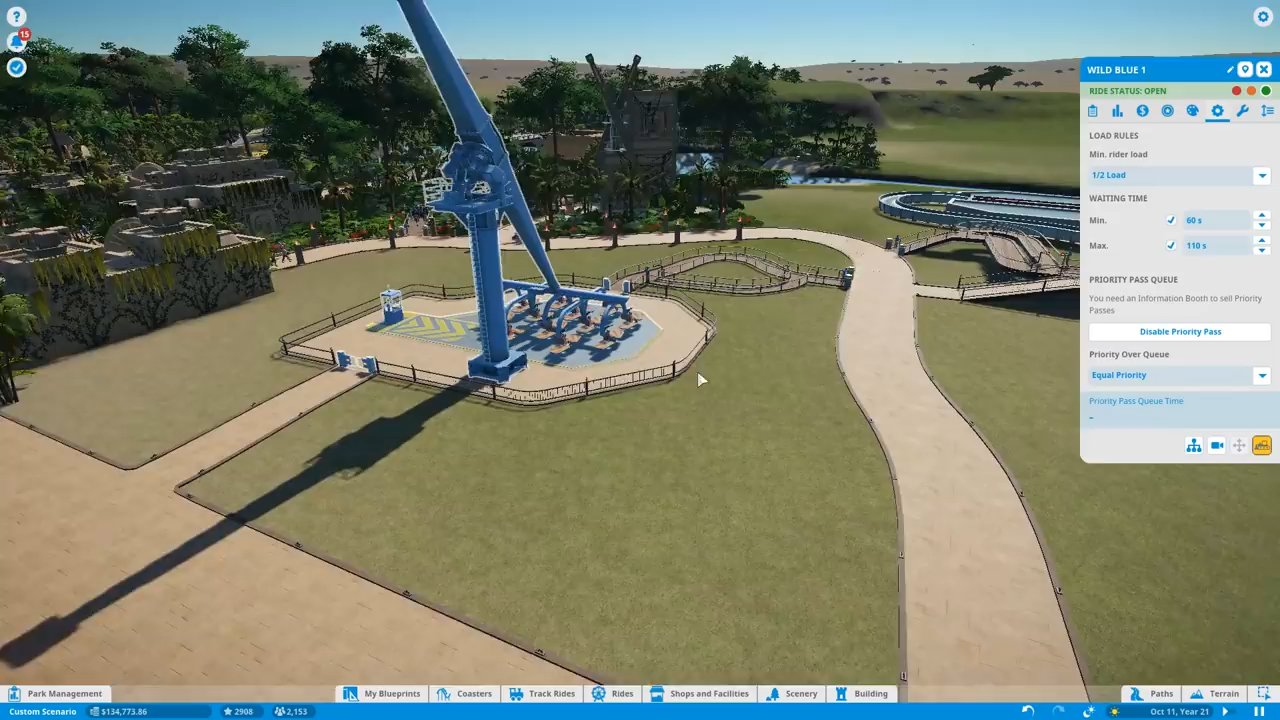 ?
15
WILD BLUE 1
RIDE STATUS: OPEN
LOAD RULES
Min. rider load
1/2 Load
WAITING TIME
Min. 60 s
Max. 110 s
PRIORITY PASS QUEUE
You need an Information Booth to sell Priority
Passes
Disable Priority Pass
Priority Over Queue
Equal Priority
Priority Pass Queue Time
-
Park Management My Blueprints Coasters Track Rides Rides Shops and Facilities Scenery Building Paths Terrain
Custom Scenario $134,773.86 2908 2,153 Oct 11, Year 21